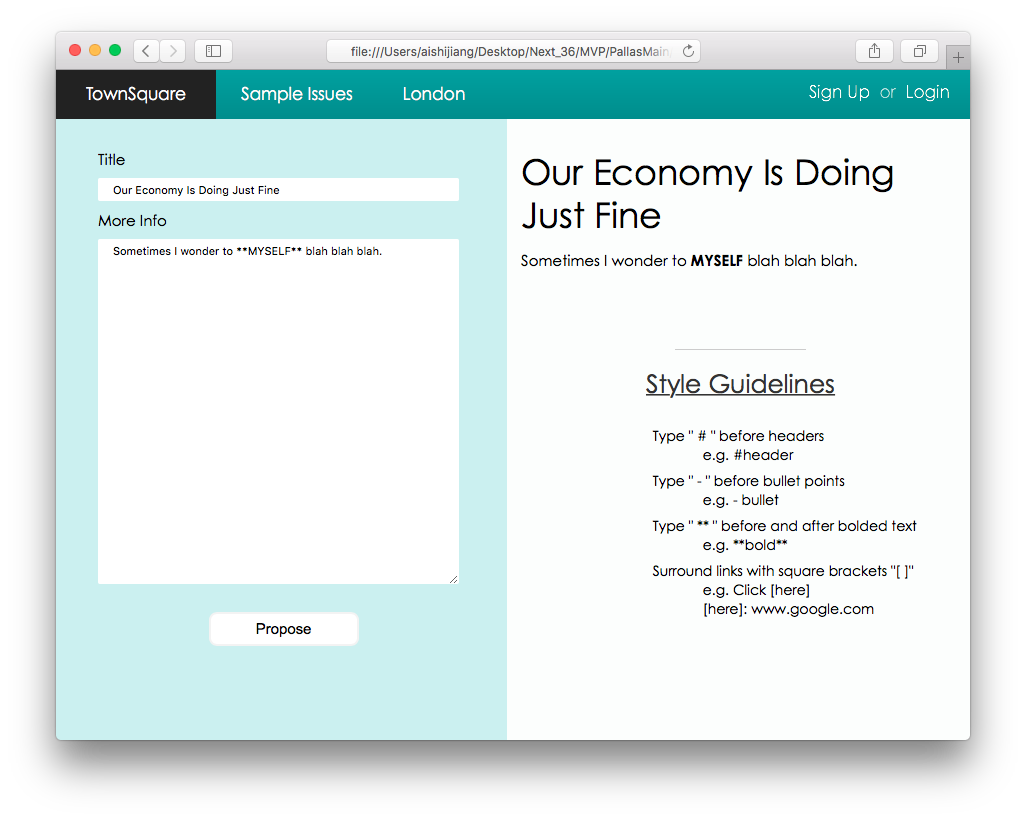 file:///Users/aishijiang/Desktop/Next_36/MVP/PallasMain
TownSquare
Sample Issues
London
Sign Up or Login
Title
Our Economy Is Doing Just Fine
More Info
Sometimes I wonder to **MYSELF** blah blah blah.
Propose
Our Economy Is Doing
Just Fine
Sometimes I wonder to MYSELF blah blah blah.
Style Guidelines
Type " # " before headers
e.g. #header
Type " - " before bullet points
e.g. - bullet
Type " ** " before and after bolded text
e.g. **bold**
Surround links with square brackets "[ ]"
e.g. Click [here]
[here]: www.google.com